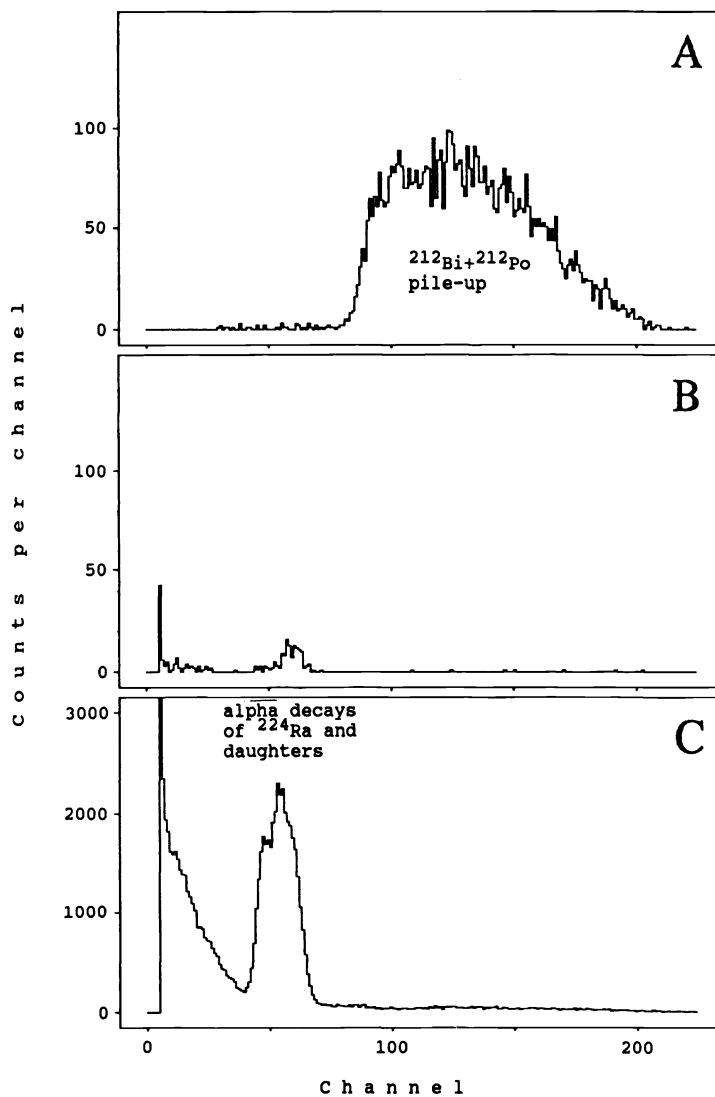 A
100
50
0
²¹²Bi+²¹²Po
pile-up
B
100
50
0
C
3000
2000
1000
0
alpha decays
of ²²⁴Ra and
daughters
0 100 200
Channel
Counts per channel